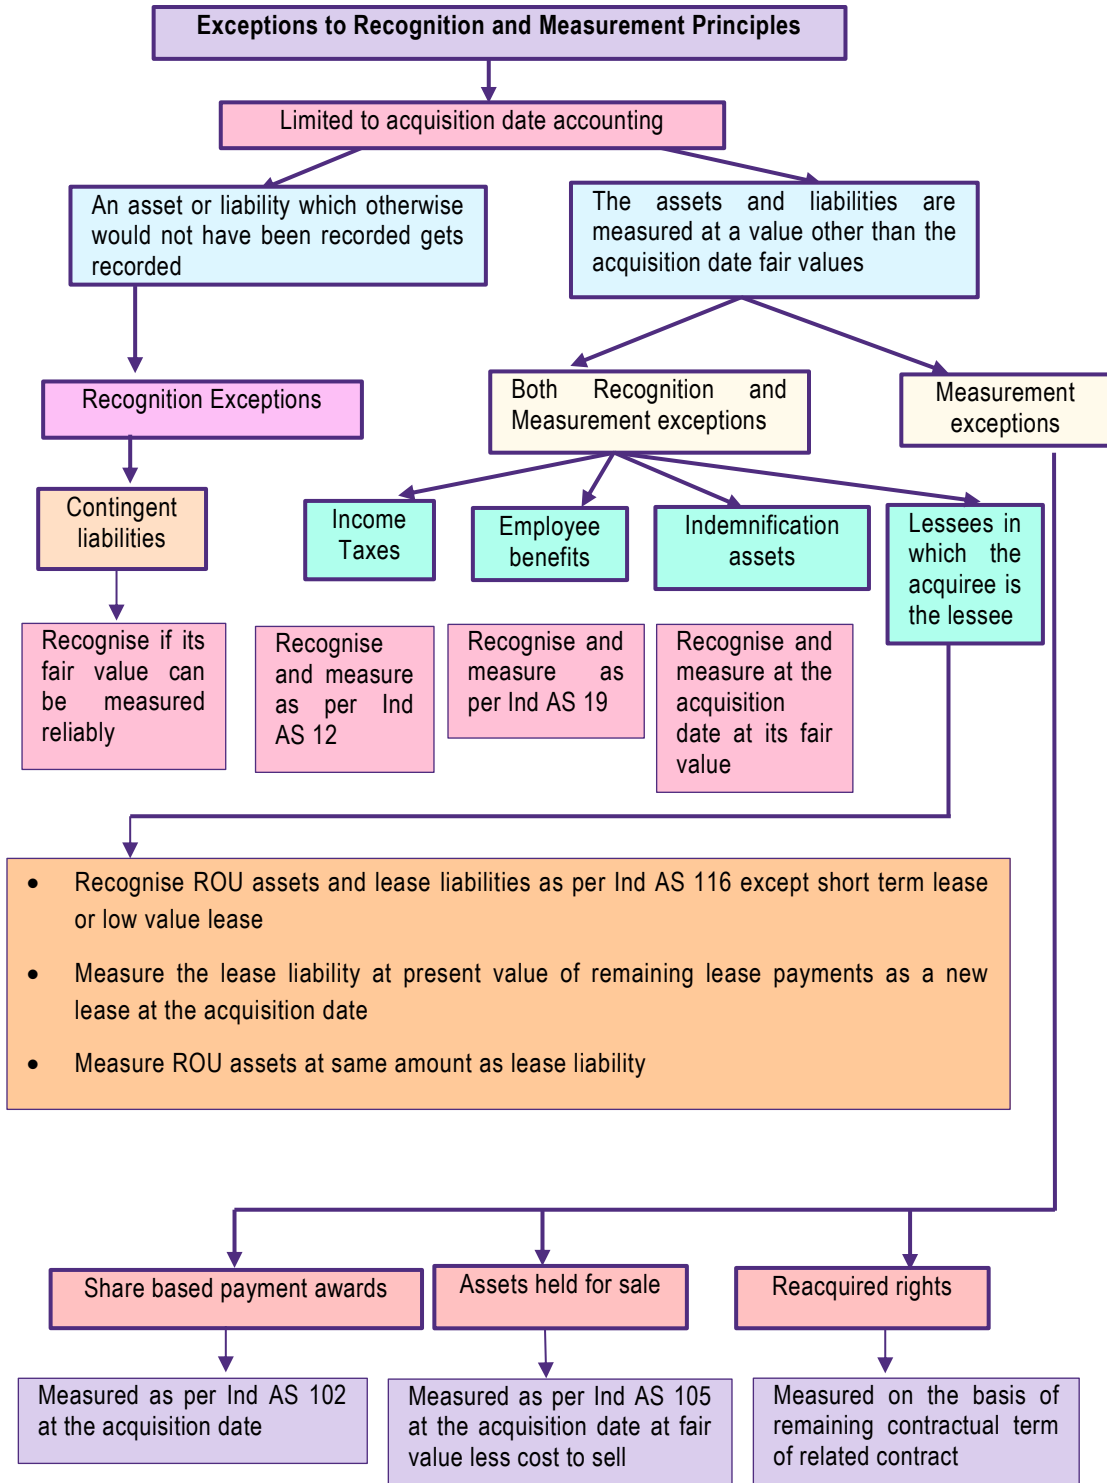 Exceptions to Recognition and Measurement Principles
Limited to acquisition date accounting
An asset or liability which otherwise
would not have been recorded gets
recorded
The assets and liabilities are
measured at a value other than the
acquisition date fair values
Recognition Exceptions
Both Recognition and
Measurement exceptions
Measurement
exceptions
Contingent
liabilities
Income
Taxes
Employee
benefits
Indemnification
assets
Lessees in
which the
acquiree is
the lessee
Recognise if its
fair value can
be measured
reliably
Recognise
and measure
as per Ind
AS 12
Recognise and
measure as
per Ind AS 19
Recognise and
measure at the
acquisition
date at its fair
value
• Recognise ROU assets and lease liabilities as per Ind AS 116 except short term lease
or low value lease
• Measure the lease liability at present value of remaining lease payments as a new
lease at the acquisition date
• Measure ROU assets at same amount as lease liability
Share based payment awards
Assets held for sale
Reacquired rights
Measured as per Ind AS 102
at the acquisition date
Measured as per Ind AS 105
at the acquisition date at fair
value less cost to sell
Measured on the basis of
remaining contractual term
of related contract